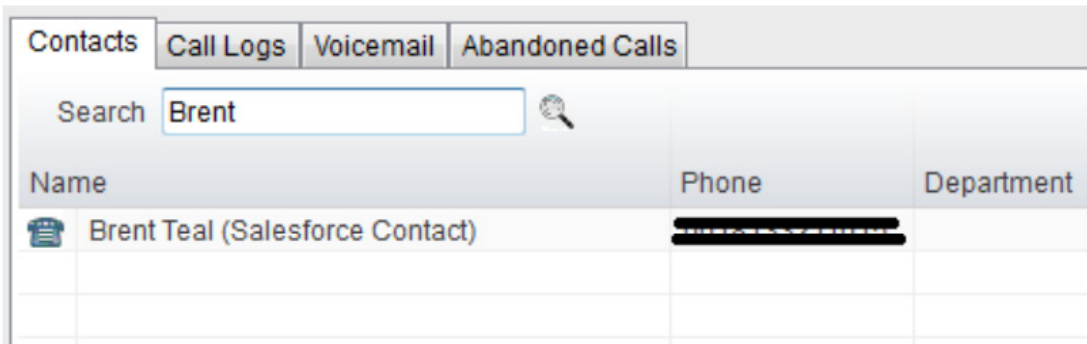 Contacts Call Logs Voicemail Abandoned Calls
Search Brent
Name Phone Department
Brent Teal (Salesforce Contact)